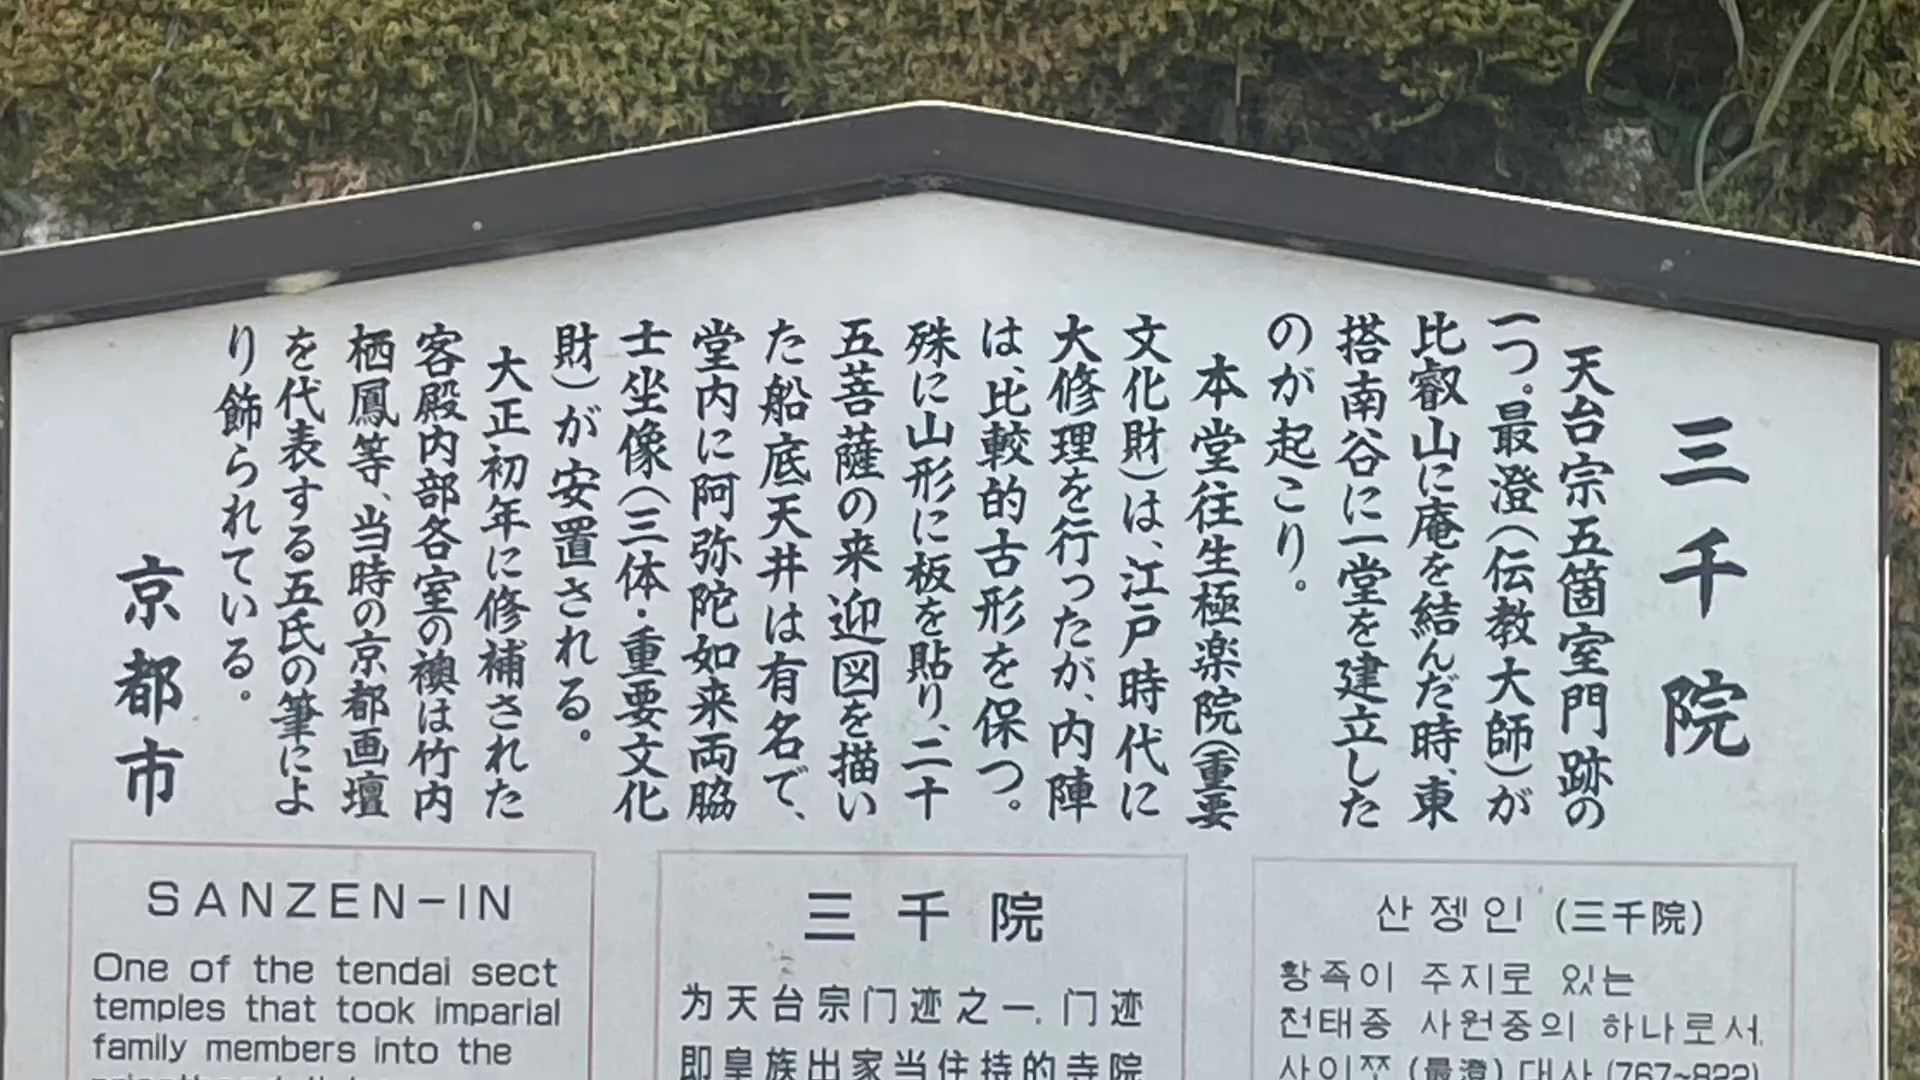 三千院
天台宗五箇室門跡の
一つ。最澄（伝教大師）が
比叡山に庵を結んだ時、東
搭南谷に一堂を建立した
のが起こり。
本堂往生極楽院（重要
文化財）は、江戸時代に
大修理を行ったが、内陣
は、比較的古形を保つ。
殊に山形に板を貼り、二十
五菩薩の来迎図を描い
た船底天井は有名で、
堂内に阿弥陀如来両脇
士坐像（三体・重要文化
財）が安置される。
大正初年に修補された
客殿内部各室の襖は竹内
栖鳳等、当時の京都画壇
を代表する五氏の筆によ
り飾られている。
京都市
SANZEN-IN
One of the tendai sect
temples that took imparial
family members into the
三千院
为天台宗门迹之一. 门迹
即皇族出家当住持的寺院
산젱인 (三千院)
황족이 주지로 있는
천태종 사원중의 하나로서,
사이쪼 (最澄) 대사 (767~822)